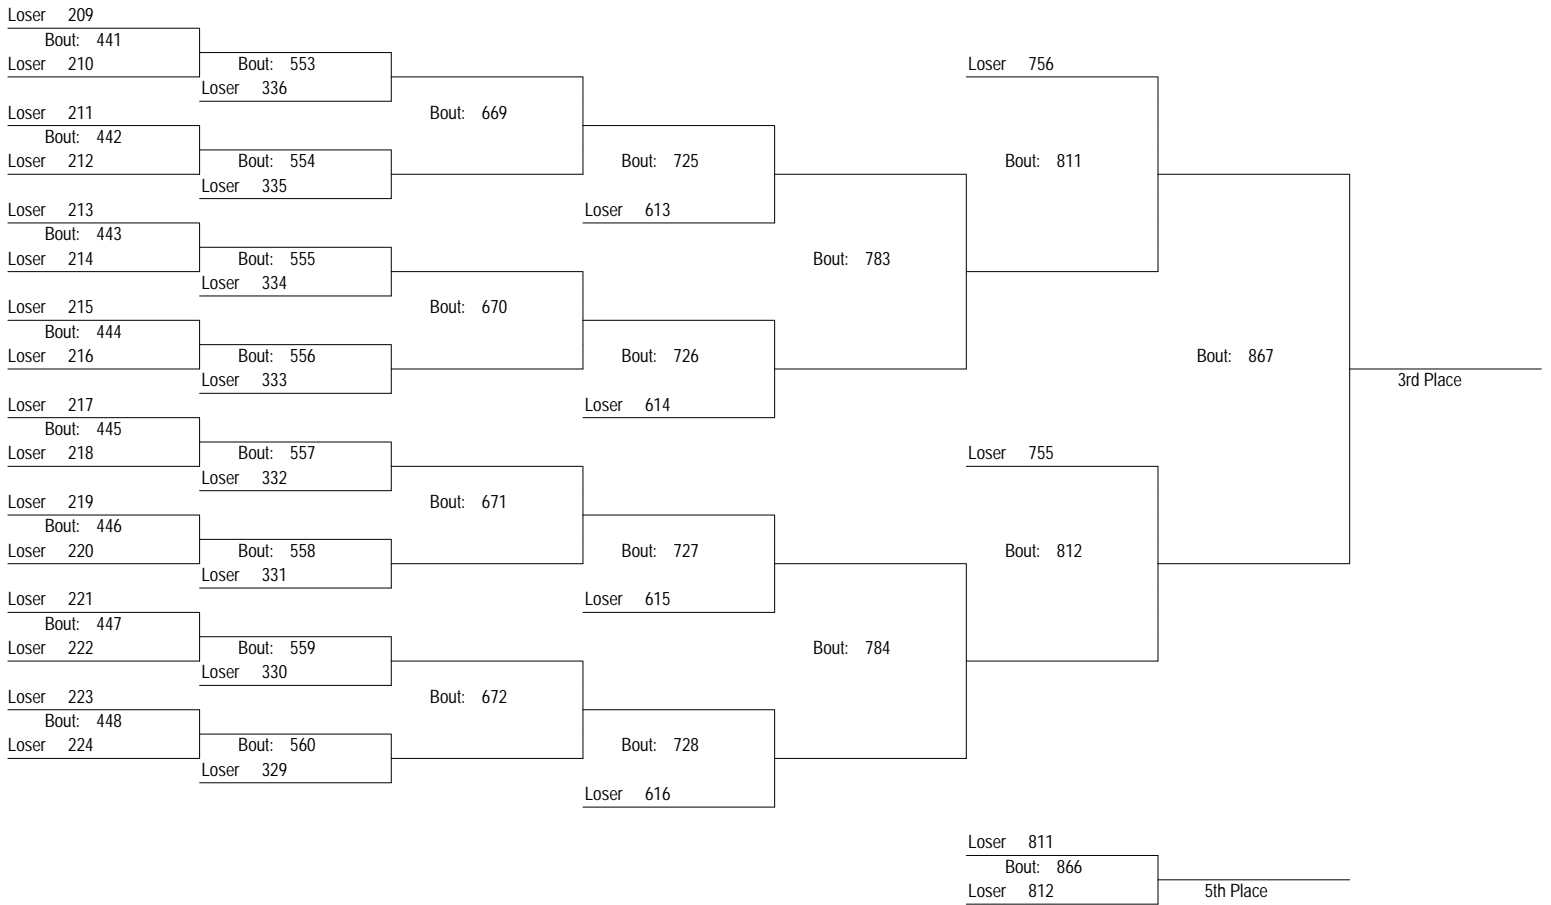 Loser 209
Bout: 441
Loser 210
Bout: 553
Loser 756
Loser 336
Loser 211
Bout: 669
Bout: 442
Loser 212
Bout: 554
Bout: 725
Bout: 811
Loser 335
Loser 213
Loser 613
Bout: 443
Loser 214
Bout: 555
Bout: 783
Loser 334
Loser 215
Bout: 670
Bout: 444
Loser 216
Bout: 556
Bout: 726
Bout: 867
Loser 333
3rd Place
Loser 217
Loser 614
Bout: 445
Loser 218
Bout: 557
Loser 755
Loser 332
Loser 219
Bout: 671
Bout: 446
Loser 220
Bout: 558
Bout: 727
Bout: 812
Loser 331
Loser 221
Loser 615
Bout: 447
Loser 222
Bout: 559
Bout: 784
Loser 330
Loser 223
Bout: 672
Bout: 448
Loser 224
Bout: 560
Bout: 728
Loser 329
Loser 616
Loser 811
Bout: 866
Loser 812
5th Place